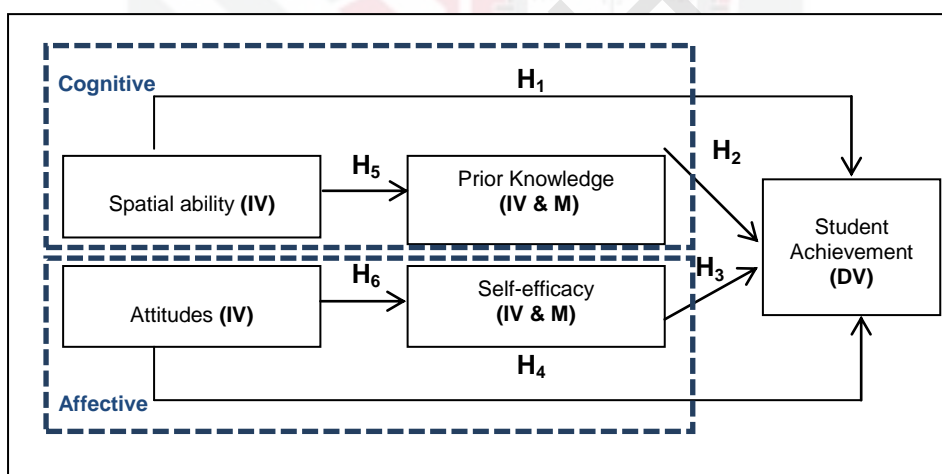 Cognitive
H1
H2
Spatial ability (IV)
H5
Prior Knowledge
(IV & M)
Student
Achievement
(DV)
Attitudes (IV)
H6
Self-efficacy
(IV & M)
H3
H4
Affective